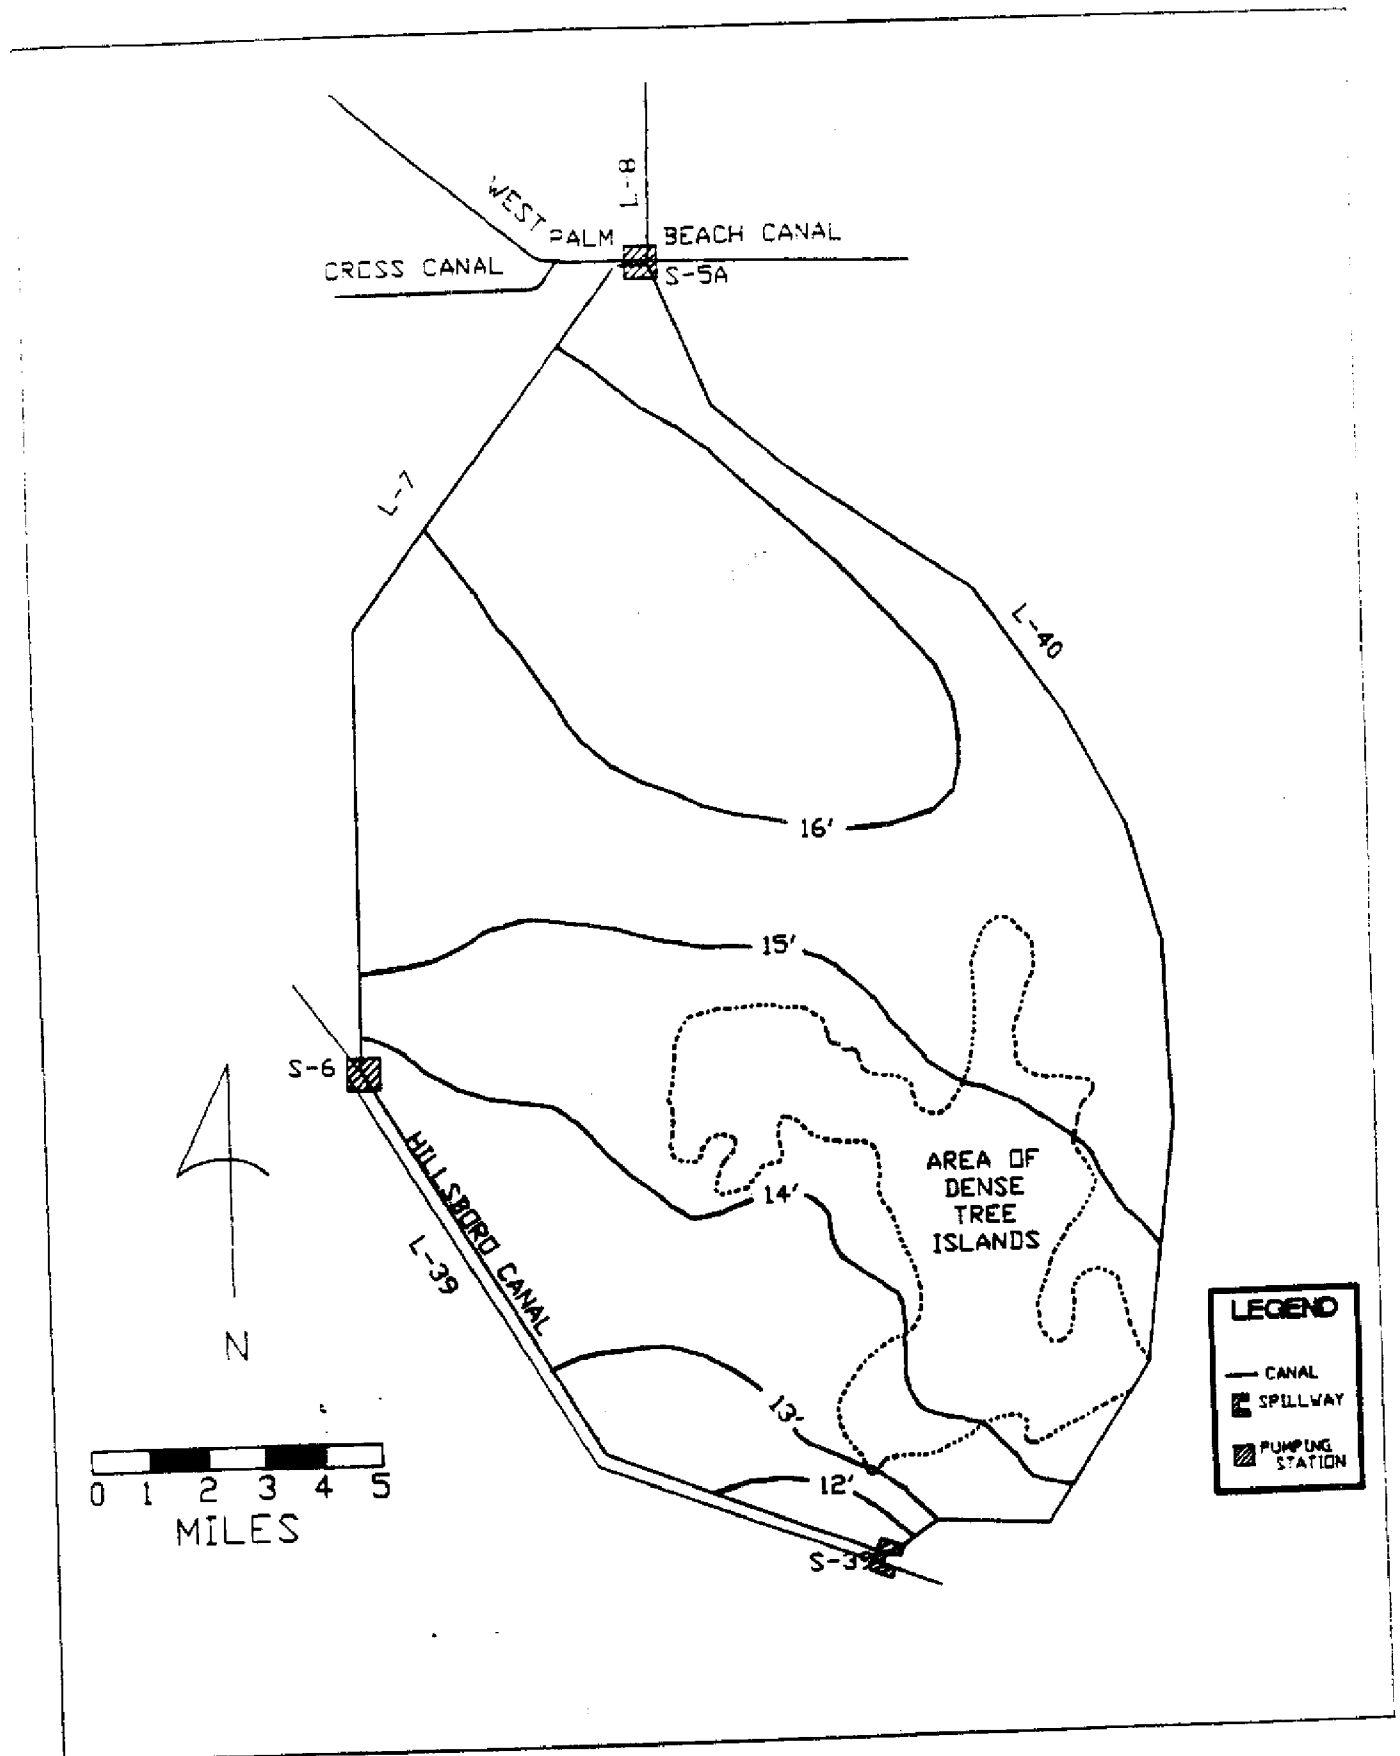 L-8
WEST PALM BEACH CANAL
CROSS CANAL
S-5A
L-7
L-40
16'
15'
S-6
HILLSBORO CANAL
L-39
14'
AREA OF
DENSE
TREE
ISLANDS
13'
12'
S-39
N
0 1 2 3 4 5
MILES
LEGEND
CANAL
SPILLWAY
PUMPING
STATION